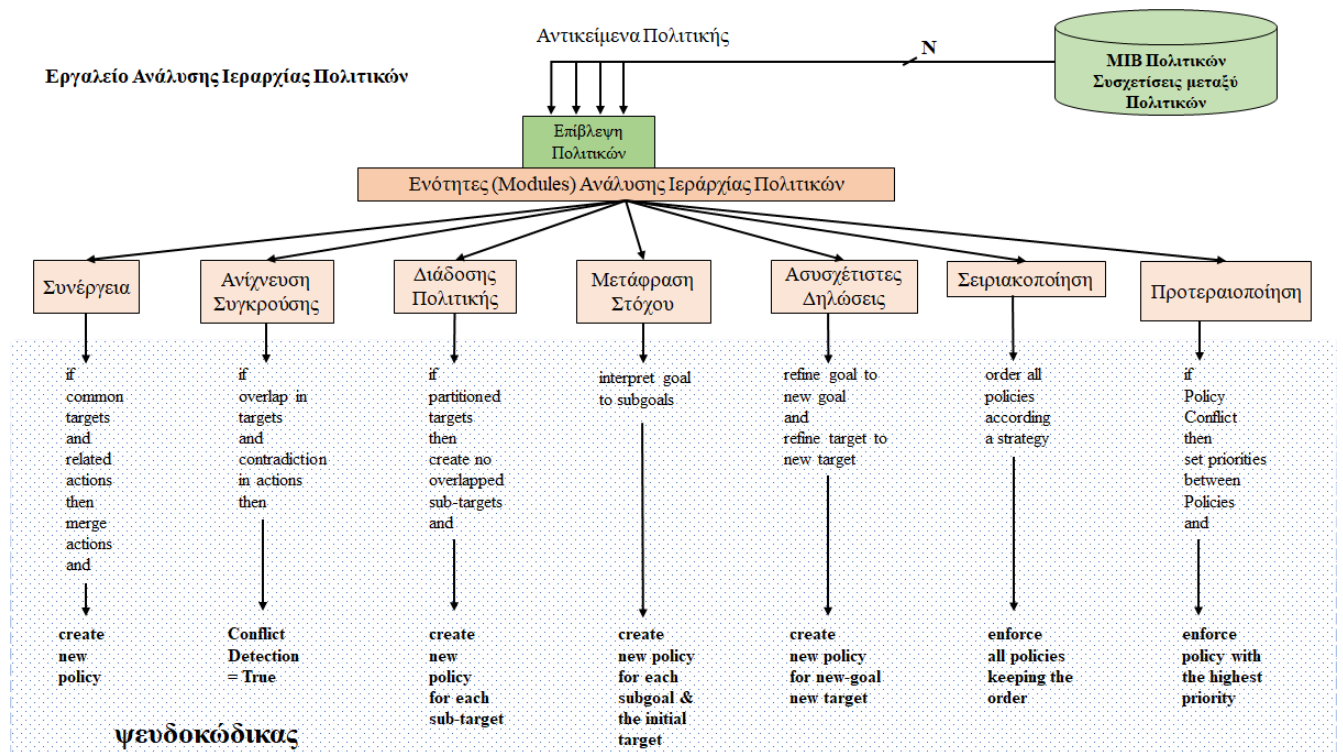 Αντικείμενα Πολιτικής
N
ΜΙΒ Πολιτικών
Συσχετίσεις μεταξύ
Πολιτικών
Εργαλείο Ανάλυσης Ιεραρχίας Πολιτικών
Επίβλεψη
Πολιτικών
Ενότητες (Modules) Ανάλυσης Ιεράρχίας Πολιτικών
Συνέργεια
Ανίχνευση
Συγκρούσης
Διάδοσης
Πολιτικής
Μετάφραση
Στόχου
Ασυσχέτιστες
Δηλώσεις
Σειριακοποίηση
Προτεραιοποίηση
if
common
targets
and
related
actions
then
merge
actions
and
if
overlap in
targets
and
contradiction
in actions
then
if
partitioned
targets
then
create no
overlapped
sub-targets
and
interpret goal
to subgoals
refine goal to
new goal
and
refine target to
new target
order all
policies
according
a strategy
if
Policy
Conflict
then
set priorities
between
Policies
and
create
new
policy
Conflict
Detection
= True
create
new
policy
for each
sub-target
create
new policy
for each
subgoal &
the initial
target
create
new policy
for new-goal
new target
enforce
all policies
keeping the
order
enforce
policy with
the highest
priority
ψευδοκώδικας